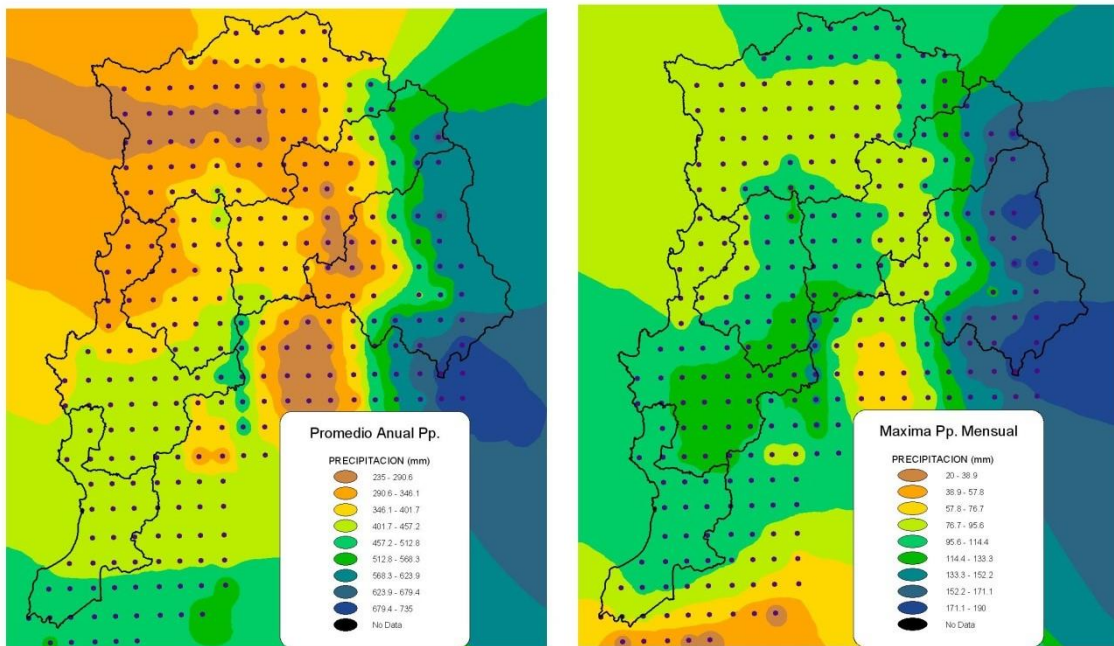 Promedio Anual Pp.
PRECIPITACION (mm)
235 - 290.6
290.6 - 346.1
346.1 - 401.7
401.7 - 457.2
457.2 - 512.8
512.8 - 568.3
568.3 - 623.9
623.9 - 679.4
679.4 - 735
No Data
Maxima Pp. Mensual
PRECIPITACION (mm)
20 - 38.9
38.9 - 57.8
57.8 - 76.7
76.7 - 95.6
95.6 - 114.4
114.4 - 133.3
133.3 - 152.2
152.2 - 171.1
171.1 - 190
No Data